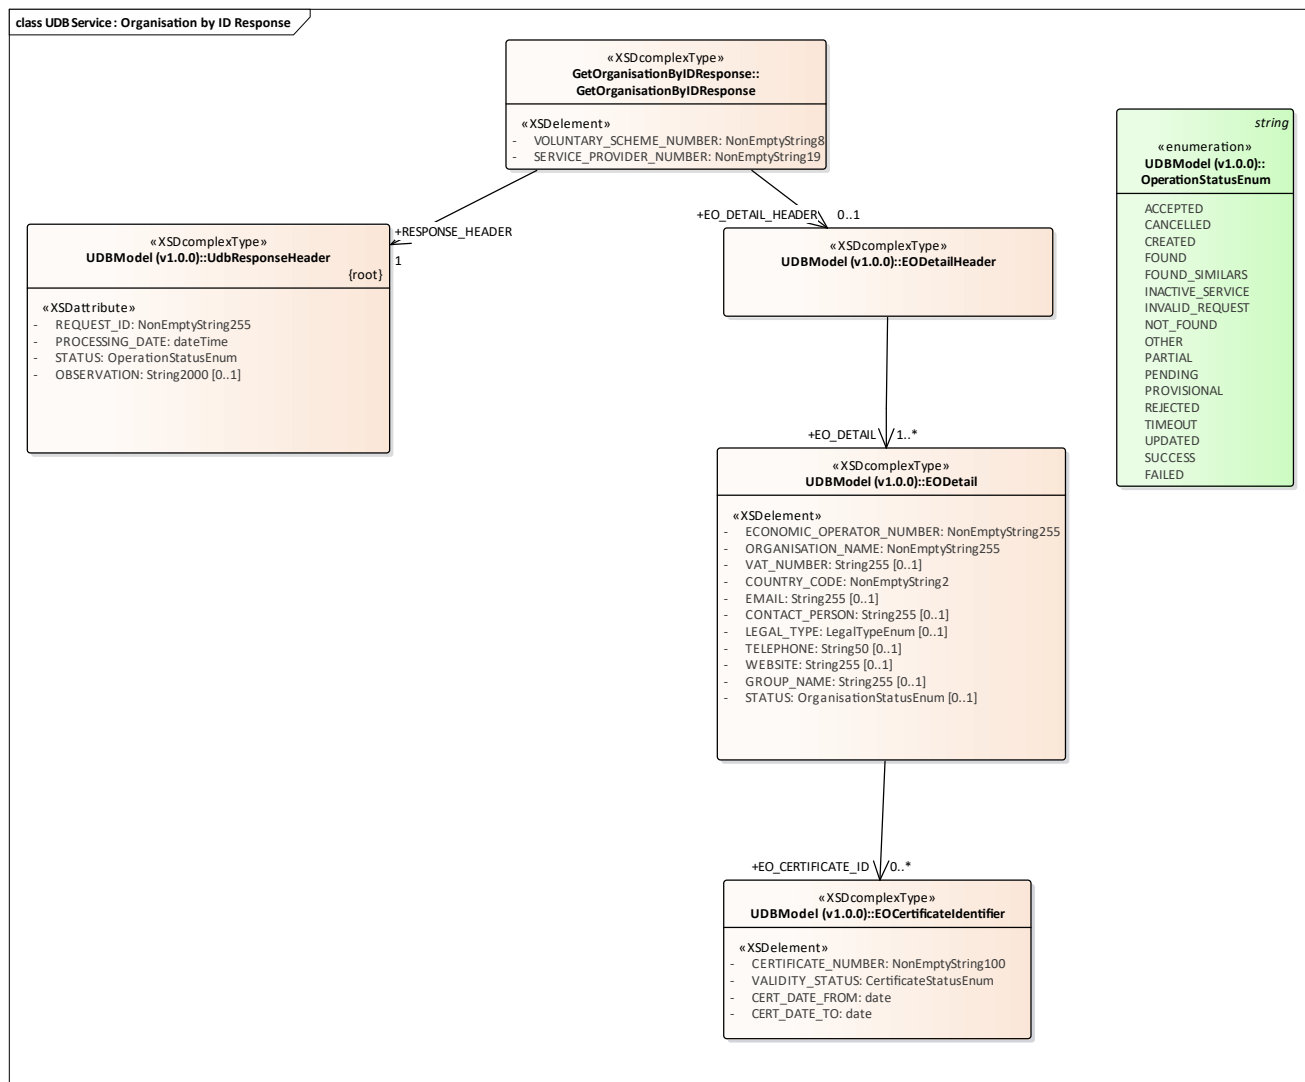 class UDB Service : Organisation by ID Response
«XSDcomplexType»
GetOrganisationByIDResponse::
GetOrganisationByIDResponse
«XSDelement»
- VOLUNTARY_SCHEME_NUMBER: NonEmptyString8
- SERVICE_PROVIDER_NUMBER: NonEmptyString19
string
«enumeration»
UDBModel (v1.0.0)::
OperationStatusEnum
ACCEPTED
CANCELLED
CREATED
FOUND
FOUND_SIMILARS
INACTIVE_SERVICE
INVALID_REQUEST
NOT_FOUND
OTHER
PARTIAL
PENDING
PROVISIONAL
REJECTED
TIMEOUT
UPDATED
SUCCESS
FAILED
+RESPONSE_HEADER
1
+EO_DETAIL_HEADER 0..1
«XSDcomplexType»
UDBModel (v1.0.0)::UdbResponseHeader
{root}
«XSDattribute»
- REQUEST_ID: NonEmptyString255
- PROCESSING_DATE: dateTime
- STATUS: OperationStatusEnum
- OBSERVATION: String2000 [0..1]
«XSDcomplexType»
UDBModel (v1.0.0)::EODetailHeader
+EO_DETAIL 1..*
«XSDcomplexType»
UDBModel (v1.0.0)::EODetail
«XSDelement»
- ECONOMIC_OPERATOR_NUMBER: NonEmptyString255
- ORGANISATION_NAME: NonEmptyString255
- VAT_NUMBER: String255 [0..1]
- COUNTRY_CODE: NonEmptyString2
- EMAIL: String255 [0..1]
- CONTACT_PERSON: String255 [0..1]
- LEGAL_TYPE: LegalTypeEnum [0..1]
- TELEPHONE: String50 [0..1]
- WEBSITE: String255 [0..1]
- GROUP_NAME: String255 [0..1]
- STATUS: OrganisationStatusEnum [0..1]
+EO_CERTIFICATE_ID 0..*
«XSDcomplexType»
UDBModel (v1.0.0)::EOCertificateIdentifier
«XSDelement»
- CERTIFICATE_NUMBER: NonEmptyString100
- VALIDITY_STATUS: CertificateStatusEnum
- CERT_DATE_FROM: date
- CERT_DATE_TO: date